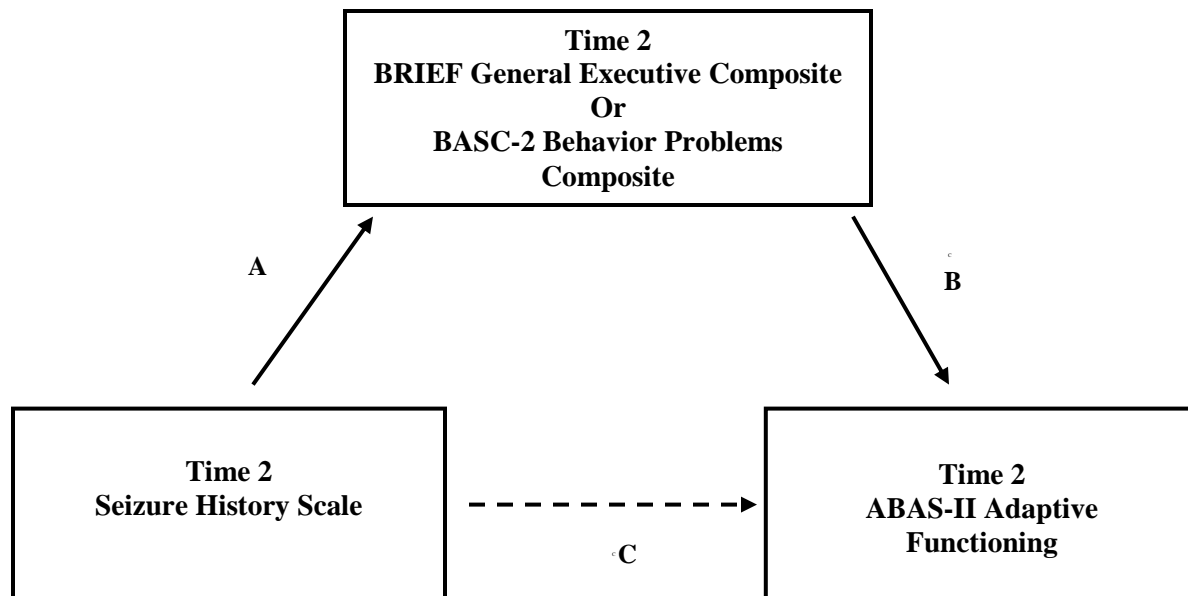 Time 2
BRIEF General Executive Composite
Or
BASC-2 Behavior Problems
Composite
A
c
B
Time 2
Seizure History Scale
Time 2
ABAS-II Adaptive
Functioning
c C